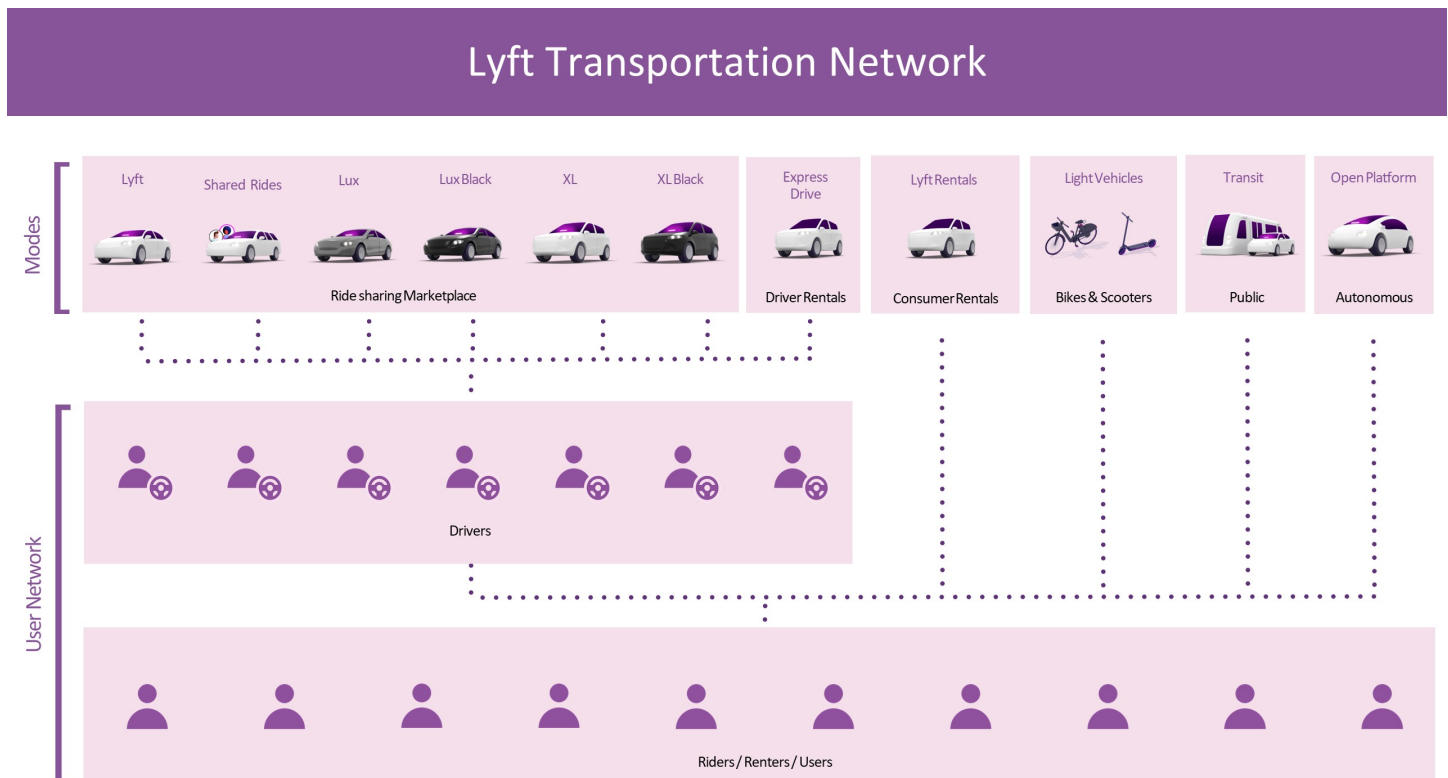 Lyft Transportation Network
Modes
Lyft
Shared Rides
Lux
Lux Black
XL
XL Black
Ride sharing Marketplace
Express
Drive
Driver Rentals
Lyft Rentals
Consumer Rentals
Light Vehicles
Bikes & Scooters
Transit
Public
Open Platform
Autonomous
User Network
Drivers
Riders / Renters / Users